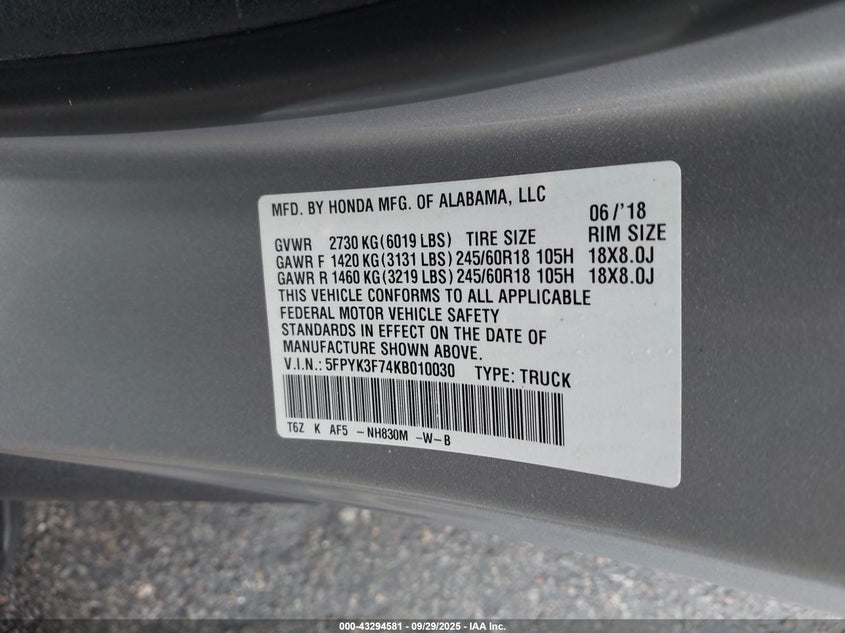 MFD. BY HONDA MFG. OF ALABAMA, LLC
06/'18
GVWR 2730 KG(6019 LBS) TIRE SIZE RIM SIZE
GAWR F 1420 KG(3131 LBS) 245/60R18 105H 18X8.0J
GAWR R 1460 KG(3219 LBS) 245/60R18 105H 18X8.0J
THIS VEHICLE CONFORMS TO ALL APPLICABLE
FEDERAL MOTOR VEHICLE SAFETY
STANDARDS IN EFFECT ON THE DATE OF
MANUFACTURE SHOWN ABOVE.
V.I.N.: 5FPYK3F74KB010030 TYPE: TRUCK
T6Z K AF5 -NH830M -W-B
000-43294581 - 09/29/2025 - IAA Inc.